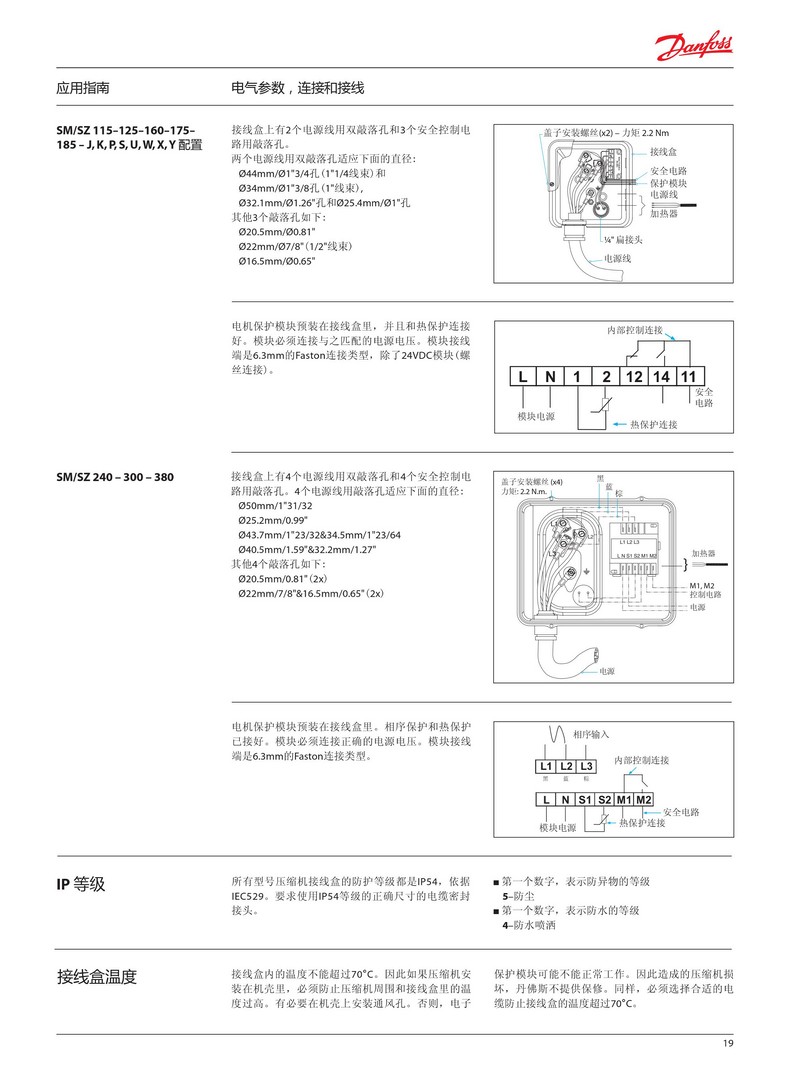 Danfoss
应用指南
电气参数，连接和接线
SM/SZ 115–125–160–175–
185 – J, K, P, S, U, W, X, Y 配置
接线盒上有2个电源线用双敲落孔和3个安全控制电
路用敲落孔。
两个电源线用双敲落孔适应下面的直径：
Ø44mm/Ø1"3/4孔（1"1/4线束）和
Ø34mm/Ø1"3/8孔（1"线束），
Ø32.1mm/Ø1.26"孔和Ø25.4mm/Ø1"孔
其他3个敲落孔如下：
Ø20.5mm/Ø0.81"
Ø22mm/Ø7/8"（1/2"线束）
Ø16.5mm/Ø0.65"
盖子安装螺丝(x2) – 力矩 2.2 Nm
接线盒
安全电路
保护模块
电源线
加热器
¼" 扁接头
电源线
电机保护模块预装在接线盒里，并且和热保护连接
好。模块必须连接与之匹配的电源电压。模块接线
端是6.3mm的Faston连接类型，除了24VDC模块（螺
丝连接）。
内部控制连接
L N 1 2 12 14 11
安全
电路
模块电源
热保护连接
SM/SZ 240 – 300 – 380
接线盒上有4个电源线用双敲落孔和4个安全控制电
路用敲落孔。4个电源线用敲落孔适应下面的直径：
Ø50mm/1"31/32
Ø25.2mm/0.99"
Ø43.7mm/1"23/32&34.5mm/1"23/64
Ø40.5mm/1.59"&32.2mm/1.27"
其他4个敲落孔如下：
Ø20.5mm/0.81"（2x）
Ø22mm/7/8"&16.5mm/0.65"（2x）
盖子安装螺丝 (x4)
力矩: 2.2 N.m.
黑
蓝
棕
L1
L2
L3
L1 L2 L3
L N S1 S2 M1 M2
加热器
M1, M2
控制电路
电源
电源
电机保护模块预装在接线盒里。相序保护和热保护
已接好。模块必须连接正确的电源电压。模块接线
端是6.3mm的Faston连接类型。
相序输入
L1 L2 L3
黑 蓝 棕
内部控制连接
L N S1 S2 M1 M2
安全电路
模块电源
热保护连接
IP 等级
所有型号压缩机接线盒的防护等级都是IP54，依据
IEC529。要求使用IP54等级的正确尺寸的电缆密封
接头。
■ 第一个数字，表示防异物的等级
5–防尘
■ 第一个数字，表示防水的等级
4–防水喷洒
接线盒温度
接线盒内的温度不能超过70°C。因此如果压缩机安
装在机壳里，必须防止压缩机周围和接线盒里的温
度过高。有必要在机壳上安装通风孔。否则，电子
保护模块可能不能正常工作。因此造成的压缩机损
坏，丹佛斯不提供保修。同样，必须选择合适的电
缆防止接线盒的温度超过70°C。
19